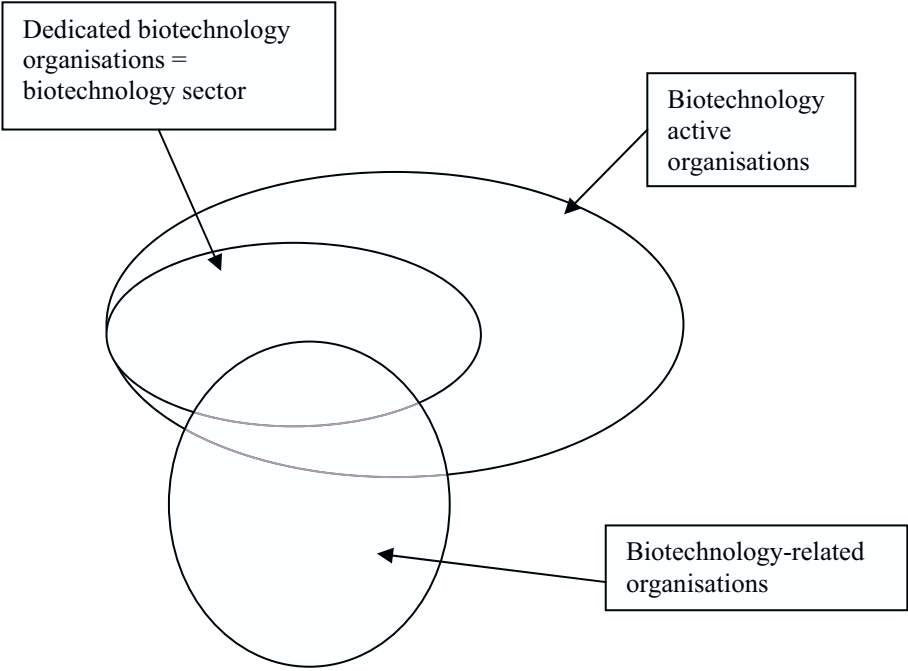 Dedicated biotechnology
organisations =
biotechnology sector
Biotechnology
active
organisations
Biotechnology-related
organisations